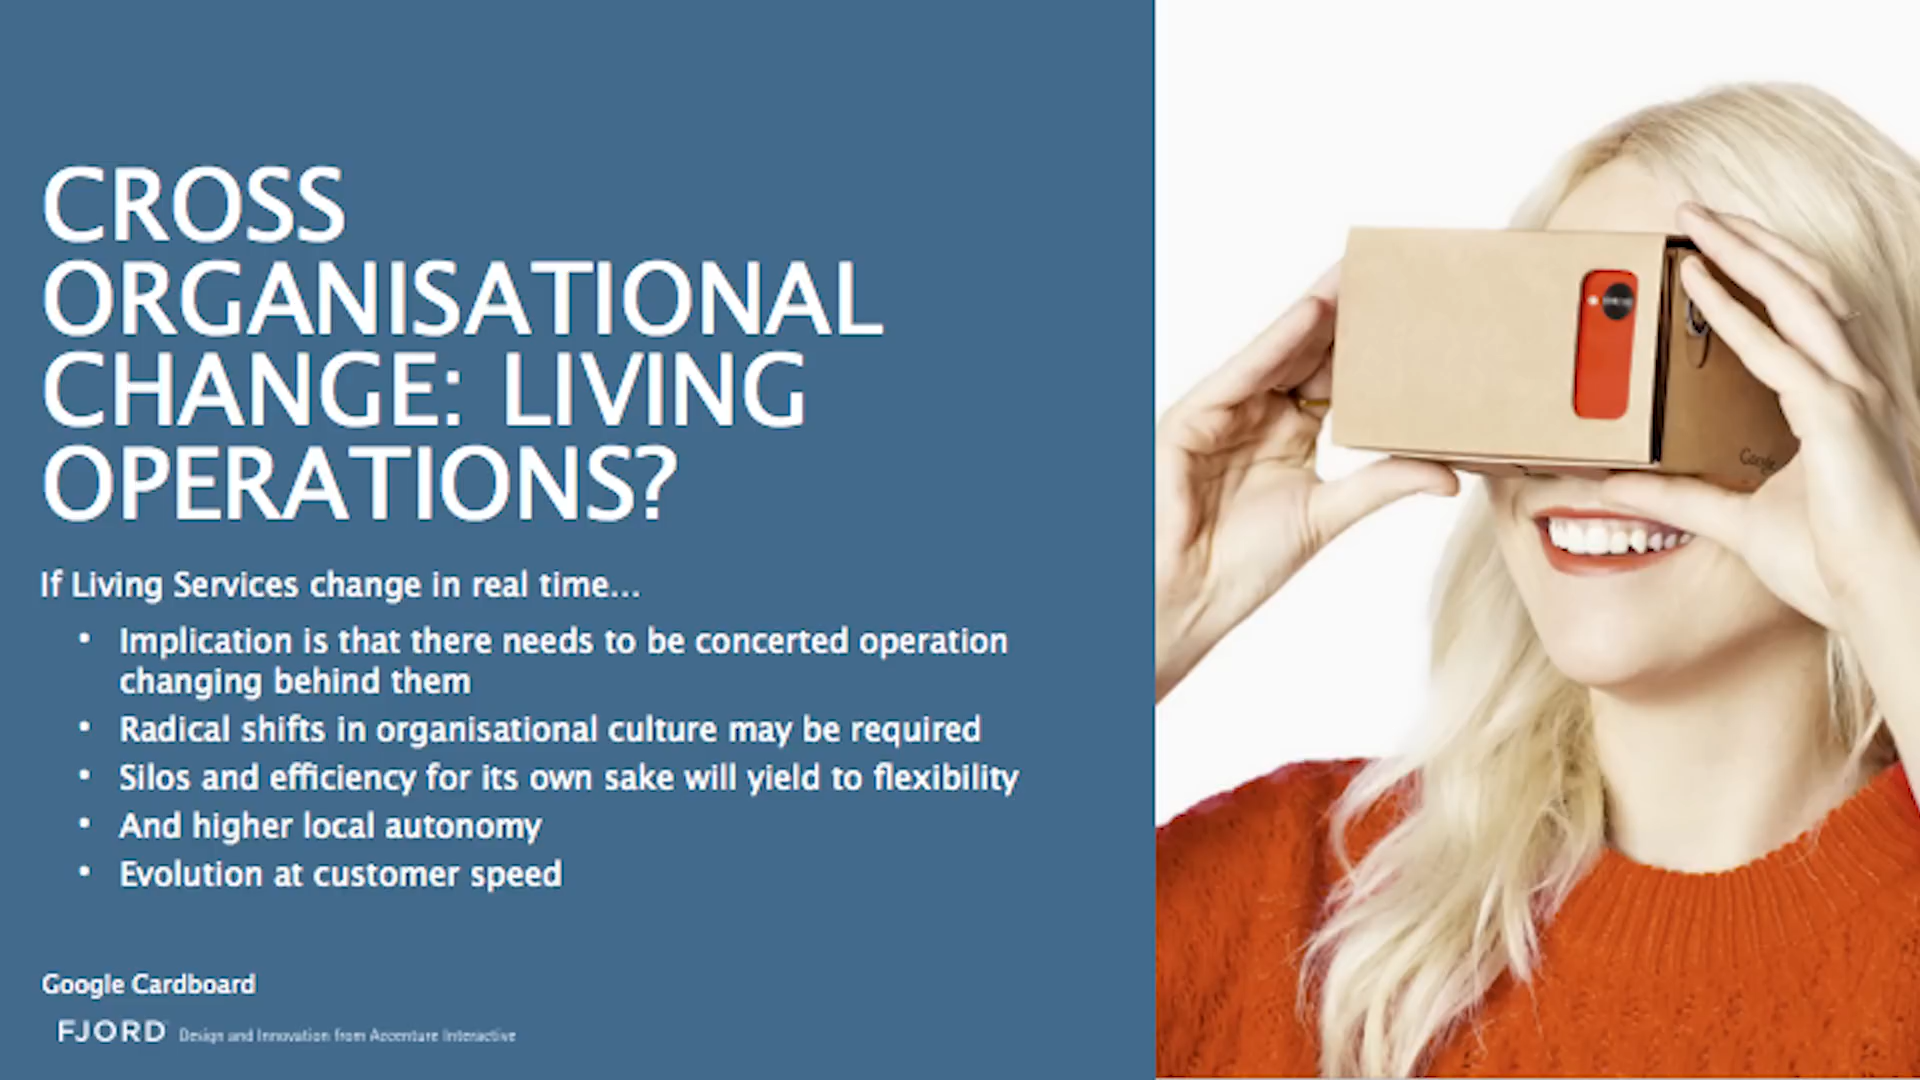 CROSS
ORGANISATIONAL
CHANGE: LIVING
OPERATIONS?
If Living Services change in real time...
• Implication is that there needs to be concerted operation
changing behind them
• Radical shifts in organisational culture may be required
• Silos and efficiency for its own sake will yield to flexibility
• And higher local autonomy
• Evolution at customer speed
Google Cardboard
FJORD Design and Innovation from Accenture Interactive
Google